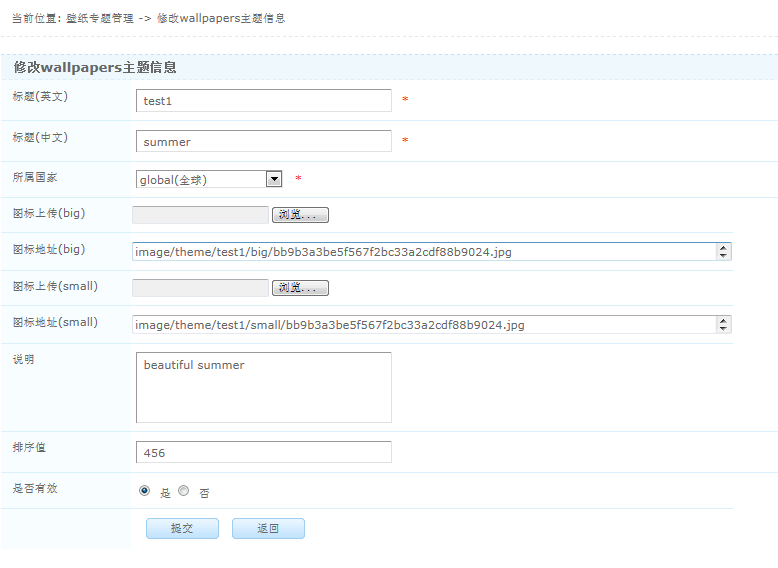 当前位置: 壁纸专题管理 -> 修改wallpapers主题信息
修改wallpapers主题信息
标题(英文) test1 *
标题(中文) summer *
所属国家 global(全球) *
图标上传(big) 浏览...
图标地址(big) image/theme/test1/big/bb9b3a3be5f567f2bc33a2cdf88b9024.jpg
图标上传(small) 浏览...
图标地址(small) image/theme/test1/small/bb9b3a3be5f567f2bc33a2cdf88b9024.jpg
说明 beautiful summer
排序值 456
是否有效 是 否
提交 返回